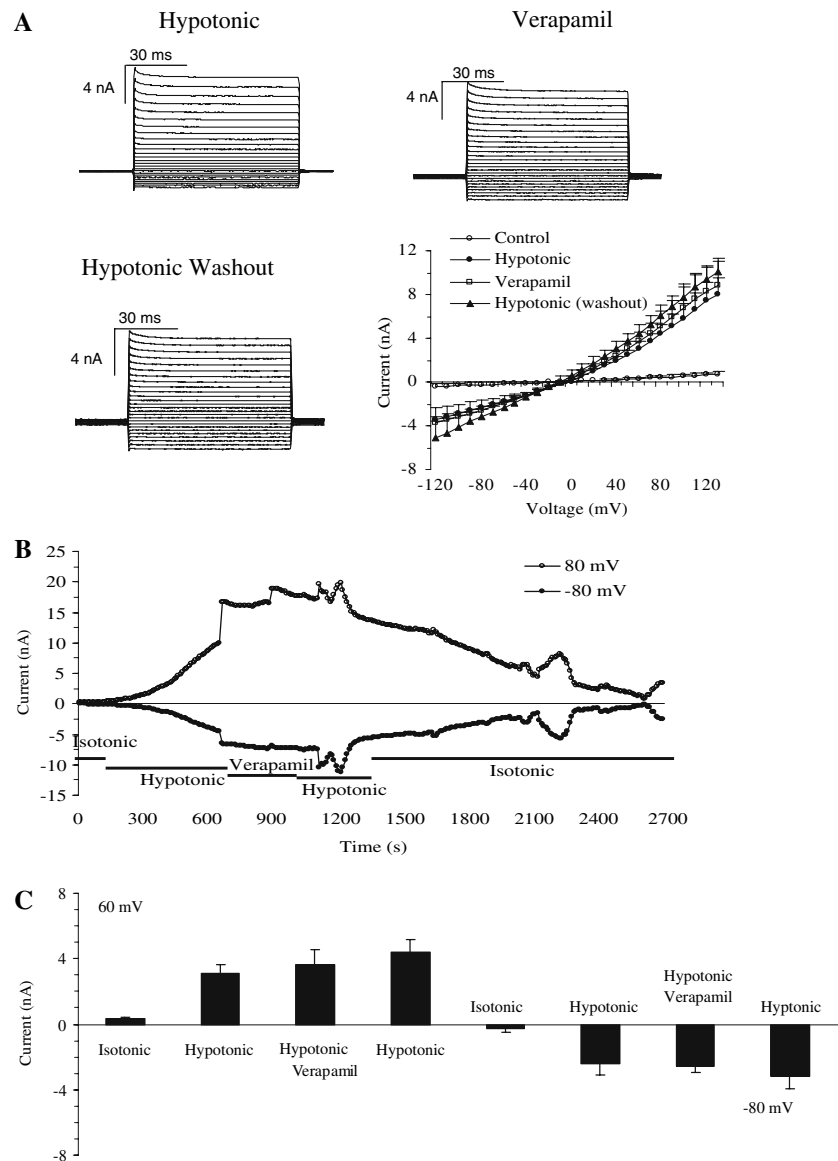 A
Hypotonic
Verapamil
30 ms
4 nA
30 ms
4 nA
Hypotonic Washout
30 ms
4 nA
Control
Hypotonic
Verapamil
Hypotonic (washout)
12
8
4
0
-4
-8
Current (nA)
-120 -80 -40 0 40 80 120
Voltage (mV)
B
25
20
15
10
5
0
-5
-10
-15
Current (nA)
80 mV
-80 mV
Isotonic
Hypotonic
Verapamil
Hypotonic
Isotonic
0 300 600 900 1200 1500 1800 2100 2400 2700
Time (s)
C
8
4
0
-4
-8
Current (nA)
60 mV
Isotonic
Hypotonic
Hypotonic
Verapamil
Hypotonic
Isotonic
Hypotonic
Hypotonic
Verapamil
Hyptonic
-80 mV